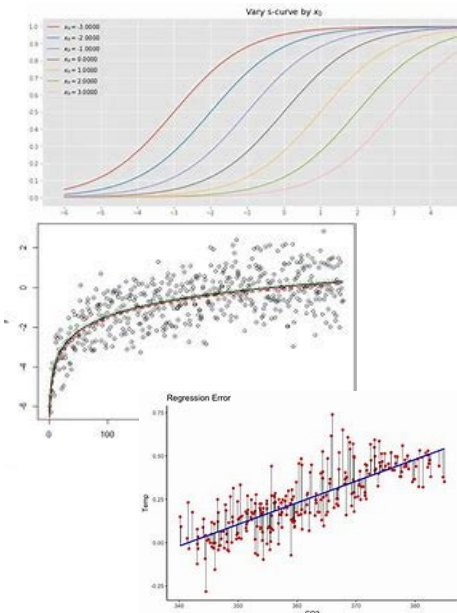 Vary s-curve by x₀
1.0
0.9
0.8
0.7
0.6
0.5
0.4
0.3
0.2
0.1
0.0
x₀ = -3.0000
x₀ = -2.0000
x₀ = -1.0000
x₀ = 0.0000
x₀ = 1.0000
x₀ = 2.0000
x₀ = 3.0000
-6 -5 -4 -3 -2 -1 0 1 2 3 4
2
0
-2
-4
-6
0 100
Regression Error
Temp
0.75
0.50
0.25
0.00
-0.25
340 350 360 370 380